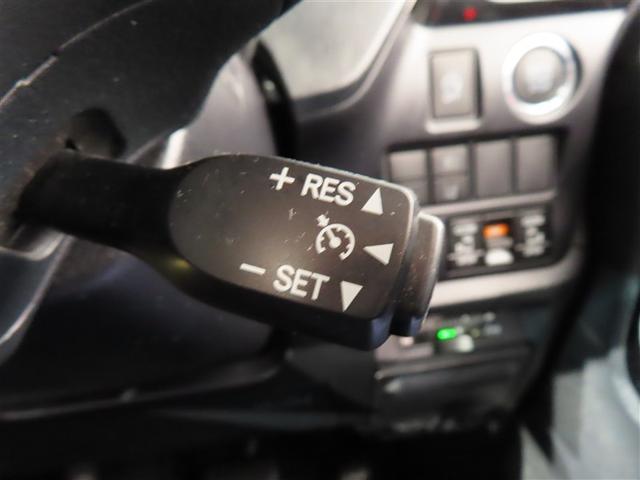 + RES
- SET